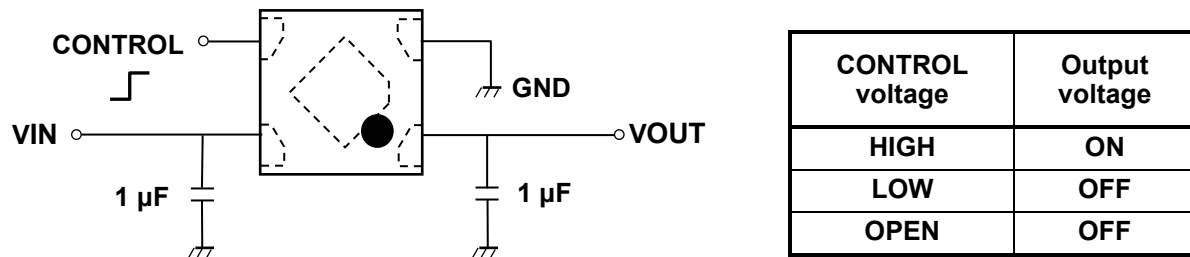 CONTROL
GND
VIN
VOUT
1 μF
1 μF
CONTROL voltage
Output voltage
HIGH
ON
LOW
OFF
OPEN
OFF